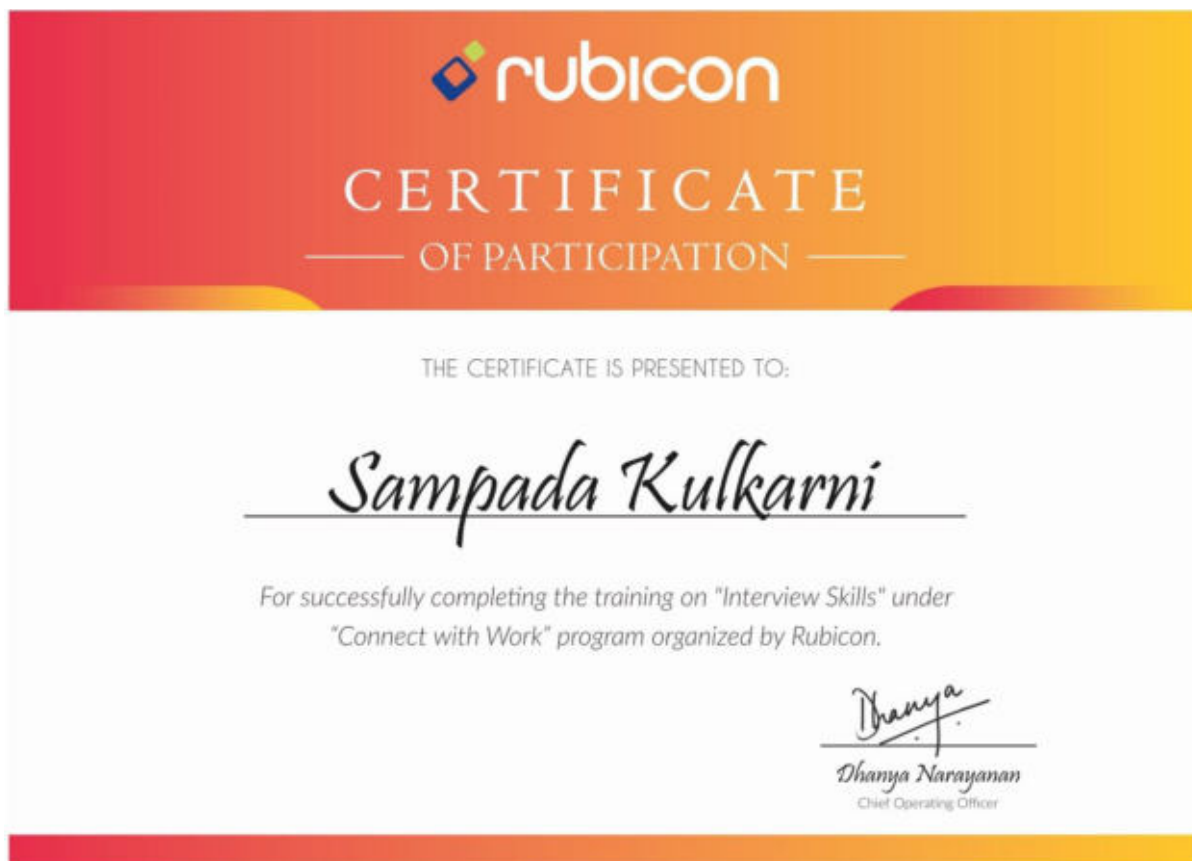 rubicon
CERTIFICATE
OF PARTICIPATION
THE CERTIFICATE IS PRESENTED TO:
Sampada Kulkarni
For successfully completing the training on "Interview Skills" under
"Connect with Work" program organized by Rubicon.
Dhanya
Dhanya Narayanan
Chief Operating Officer